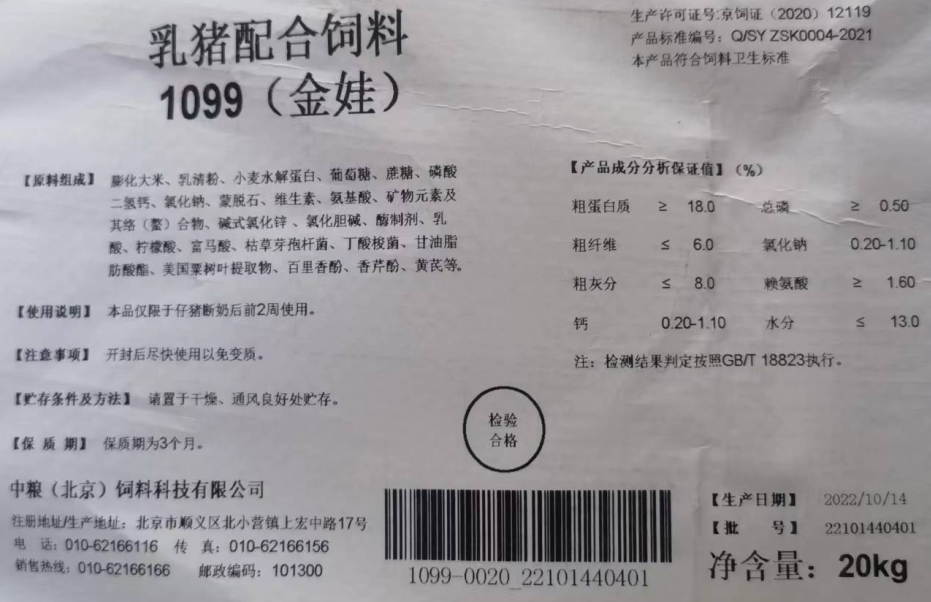 乳猪配合饲料
1099（金娃）
生产许可证号:京饲证（2020）12119
产品标准编号：Q/SY ZSK0004-2021
本产品符合饲料卫生标准
【原料组成】 膨化大米、乳清粉、小麦水解蛋白、葡萄糖、蔗糖、磷酸
二氢钙、氯化钠、蒙脱石、维生素、氨基酸、矿物元素及
其络（螯）合物、碱式氯化锌、氯化胆碱、酶制剂、乳
酸、柠檬酸、富马酸、枯草芽孢杆菌、丁酸梭菌、甘油脂
肪酸酯、美国栗树叶提取物、百里香酚、香芹酚、黄芪等。
【使用说明】 本品仅限于仔猪断奶后前2周使用。
【注意事项】 开封后尽快使用以免变质。
【贮存条件及方法】 请置于干燥、通风良好处贮存。
【保 质 期】 保质期为3个月。
【产品成分分析保证值】（%）
粗蛋白质 ≥ 18.0 总磷 ≥ 0.50
粗纤维 ≤ 6.0 氯化钠 0.20-1.10
粗灰分 ≤ 8.0 赖氨酸 ≥ 1.60
钙 0.20-1.10 水分 ≤ 13.0
注：检测结果判定按照GB/T 18823执行。
检验
合格
中粮（北京）饲料科技有限公司
注册地址/生产地址：北京市顺义区北小营镇上宏中路17号
电 话：010-62166116 传 真：010-62166156
销售热线：010-62166166 邮政编码：101300
1099-0020_22101440401
【生产日期】 2022/10/14
【批 号】 22101440401
净含量：20kg